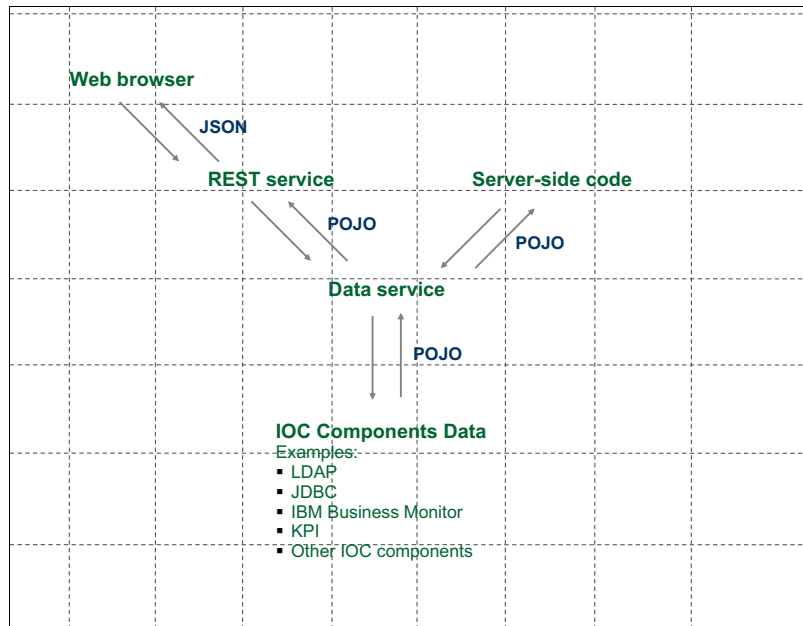 Web browser
JSON
REST service
Server-side code
POJO
POJO
Data service
POJO
IOC Components Data
Examples:
▪ LDAP
▪ JDBC
▪ IBM Business Monitor
▪ KPI
▪ Other IOC components